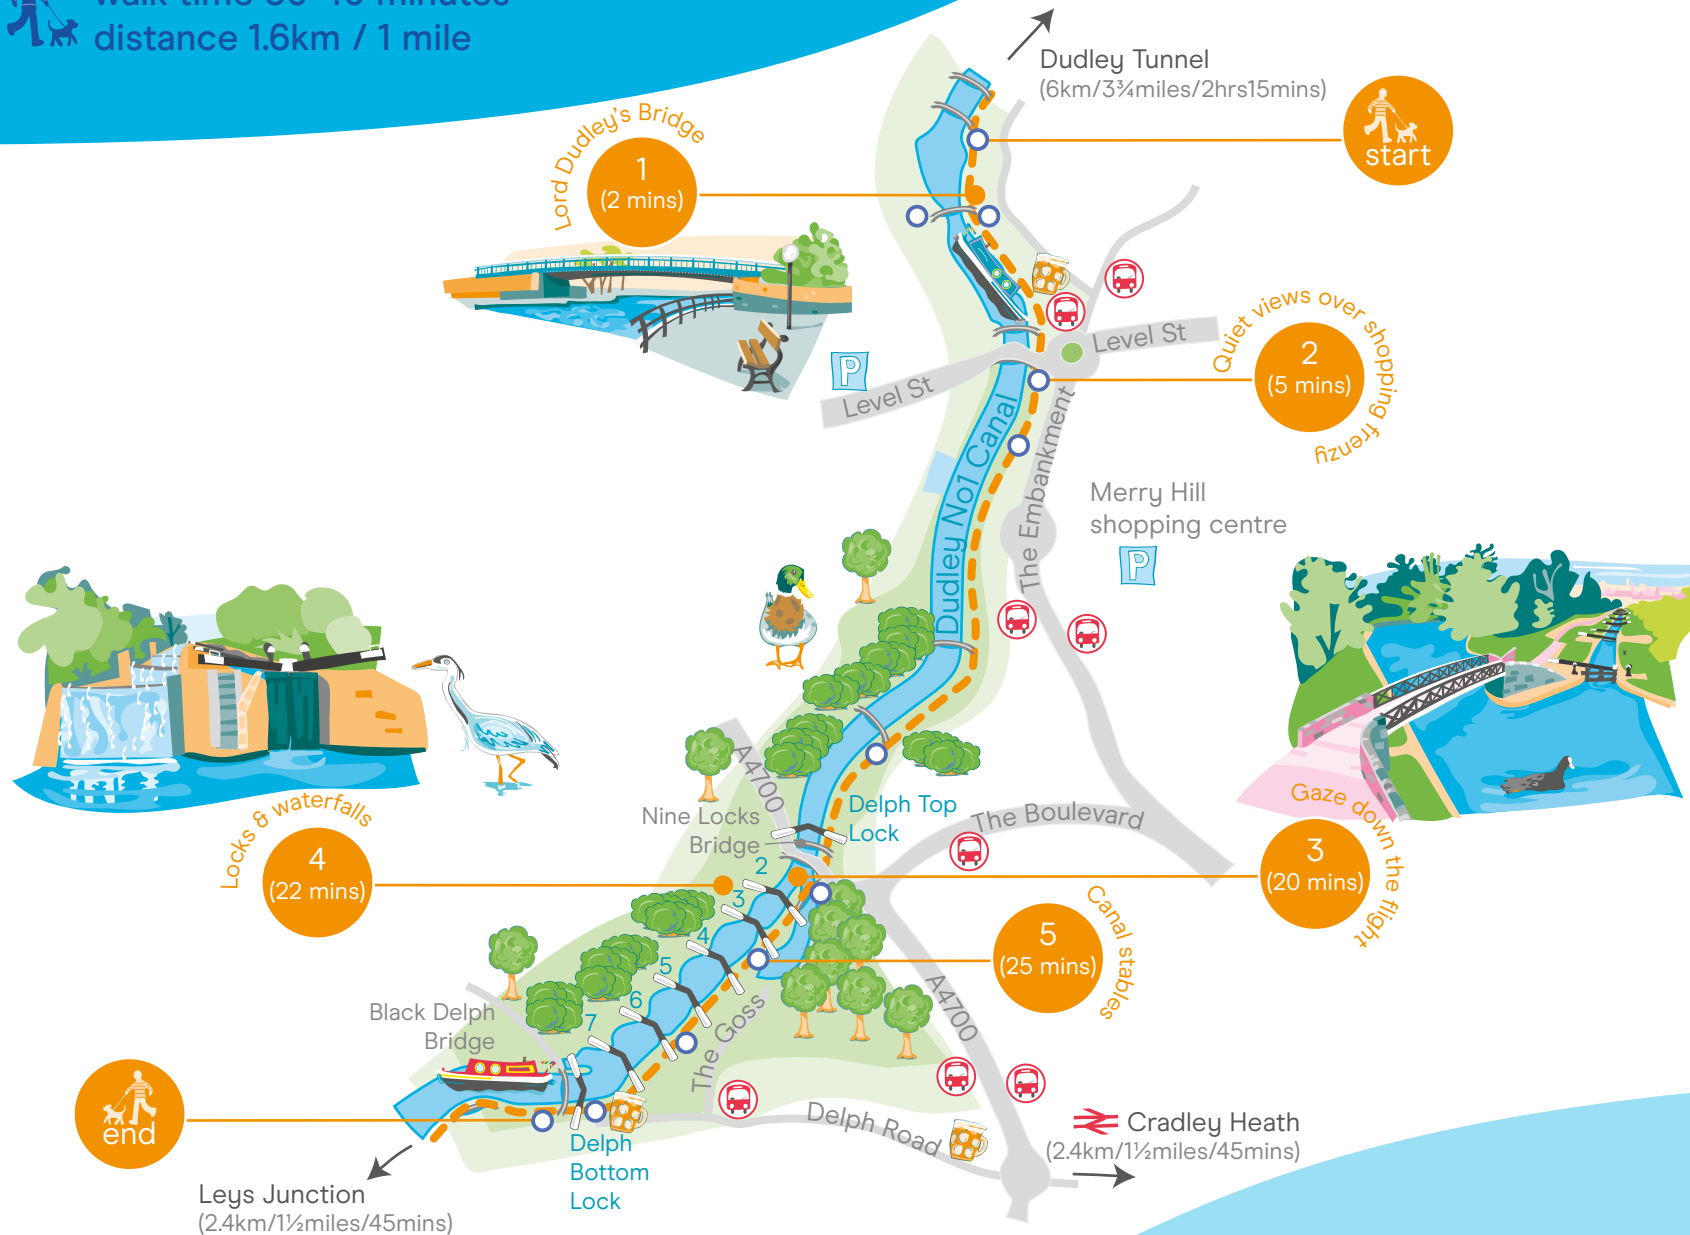 distance 1.6km / 1 mile
Dudley Tunnel
(6km/3¾miles/2hrs15mins)
start
Lord Dudley's Bridge
1
(2 mins)
Level St
Level St
P
Quiet views over shopping frenzy
2
(5 mins)
Dudley No1 Canal
The Embankment
Merry Hill
shopping centre
P
A4700
Nine Locks
Bridge
Delph Top
Lock
The Boulevard
Gaze down the flight
3
(20 mins)
Locks & waterfalls
4
(22 mins)
2
3
4
5
6
7
Canal stables
5
(25 mins)
A4700
Black Delph
Bridge
The Goss
end
Delph
Bottom
Lock
Delph Road
Cradley Heath
(2.4km/1½miles/45mins)
Leys Junction
(2.4km/1½miles/45mins)